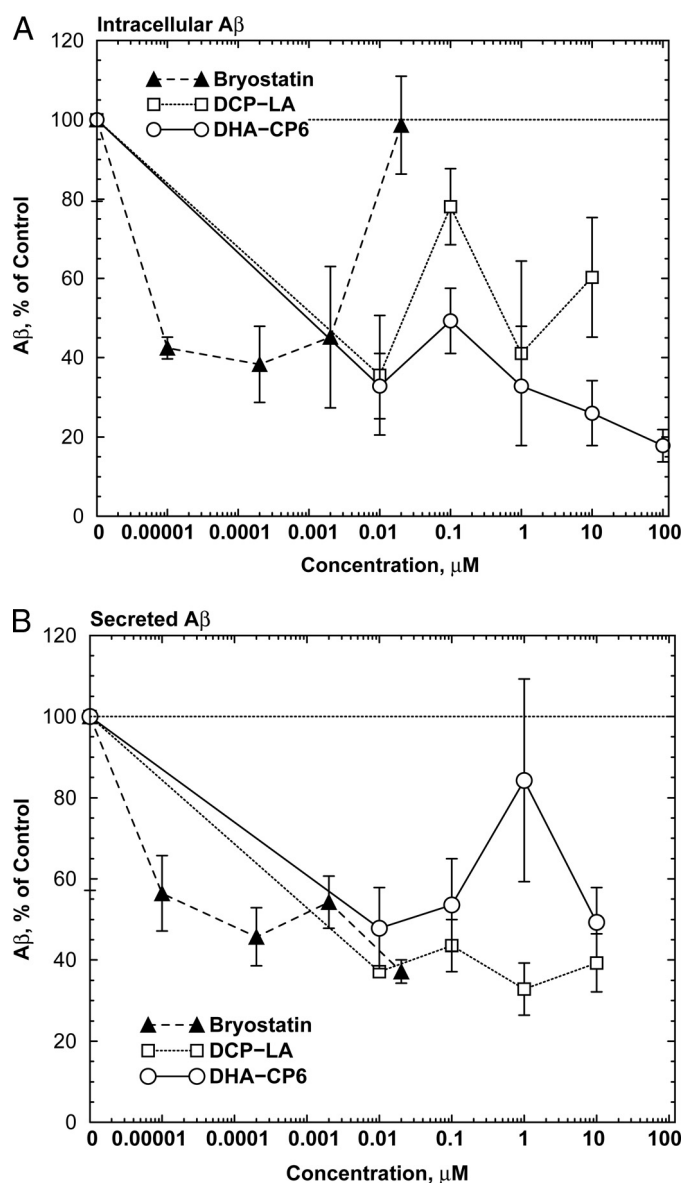 A
Intracellular Aβ
120
100
80
60
40
20
0
Aβ, % of Control
Bryostatin
DCP−LA
DHA−CP6
0 0.00001 0.0001 0.001 0.01 0.1 1 10 100
Concentration, μM
B
Secreted Aβ
120
100
80
60
40
20
0
Aβ, % of Control
Bryostatin
DCP−LA
DHA−CP6
0 0.00001 0.0001 0.001 0.01 0.1 1 10
Concentration, μM